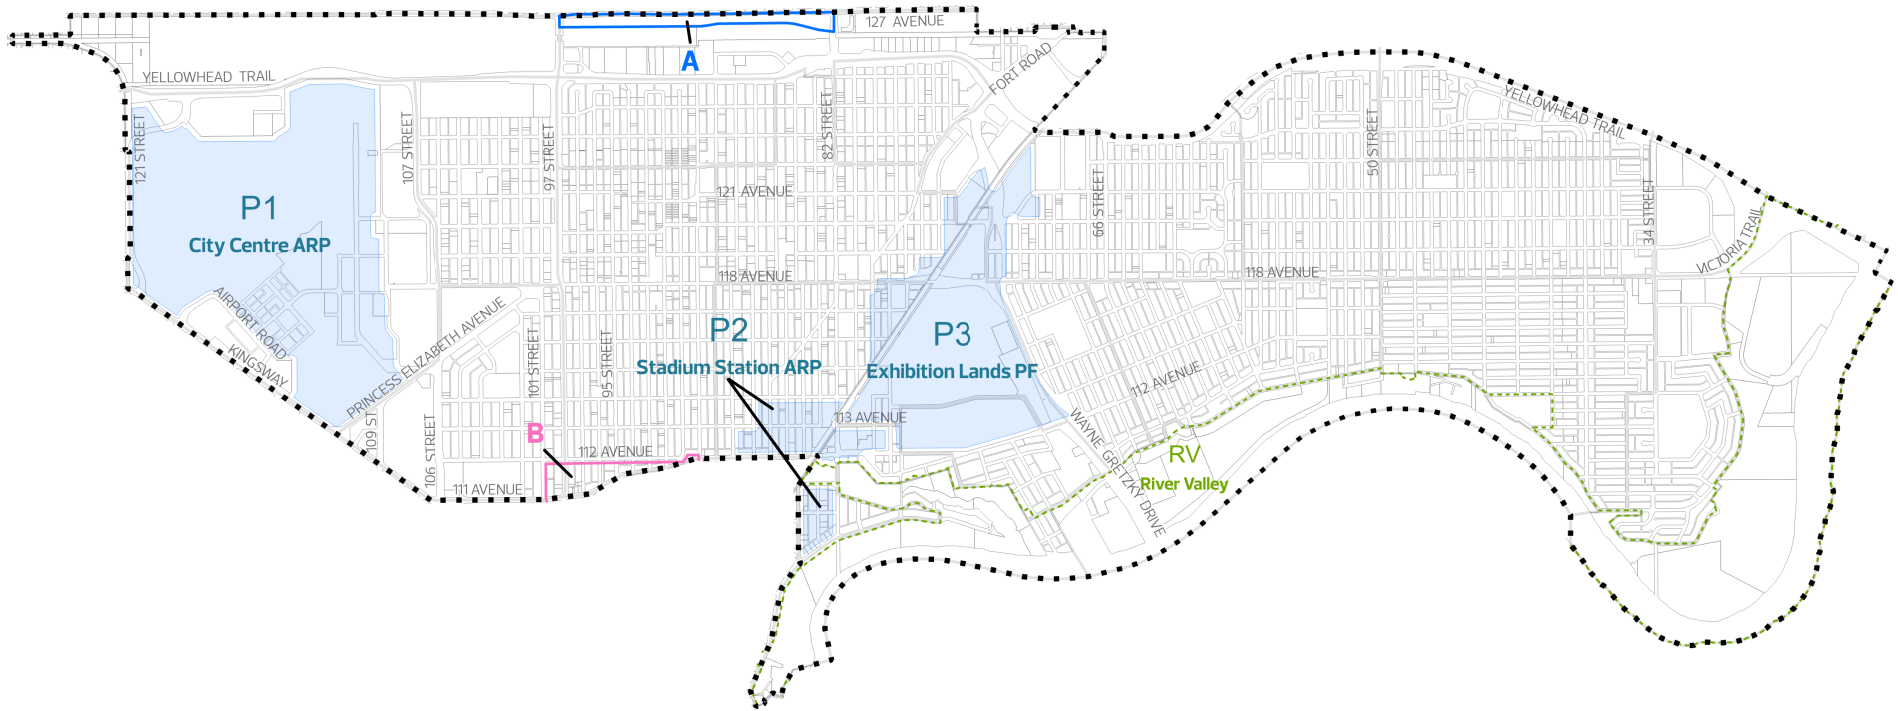 127 AVENUE
A
YELLOWHEAD TRAIL
FORT ROAD
YELLOWHEAD TRAIL
121 STREET
107 STREET
97 STREET
82 STREET
50 STREET
121 AVENUE
66 STREET
34 STREET
P1
City Centre ARP
VICTORIA TRAIL
118 AVENUE
118 AVENUE
AIRPORT ROAD
KINGSWAY
PRINCESS ELIZABETH AVENUE
101 STREET
95 STREET
P2
Stadium Station ARP
P3
Exhibition Lands PF
112 AVENUE
109 ST
106 STREET
113 AVENUE
WAYNE GRETZKY DRIVE
B
112 AVENUE
RV
River Valley
111 AVENUE